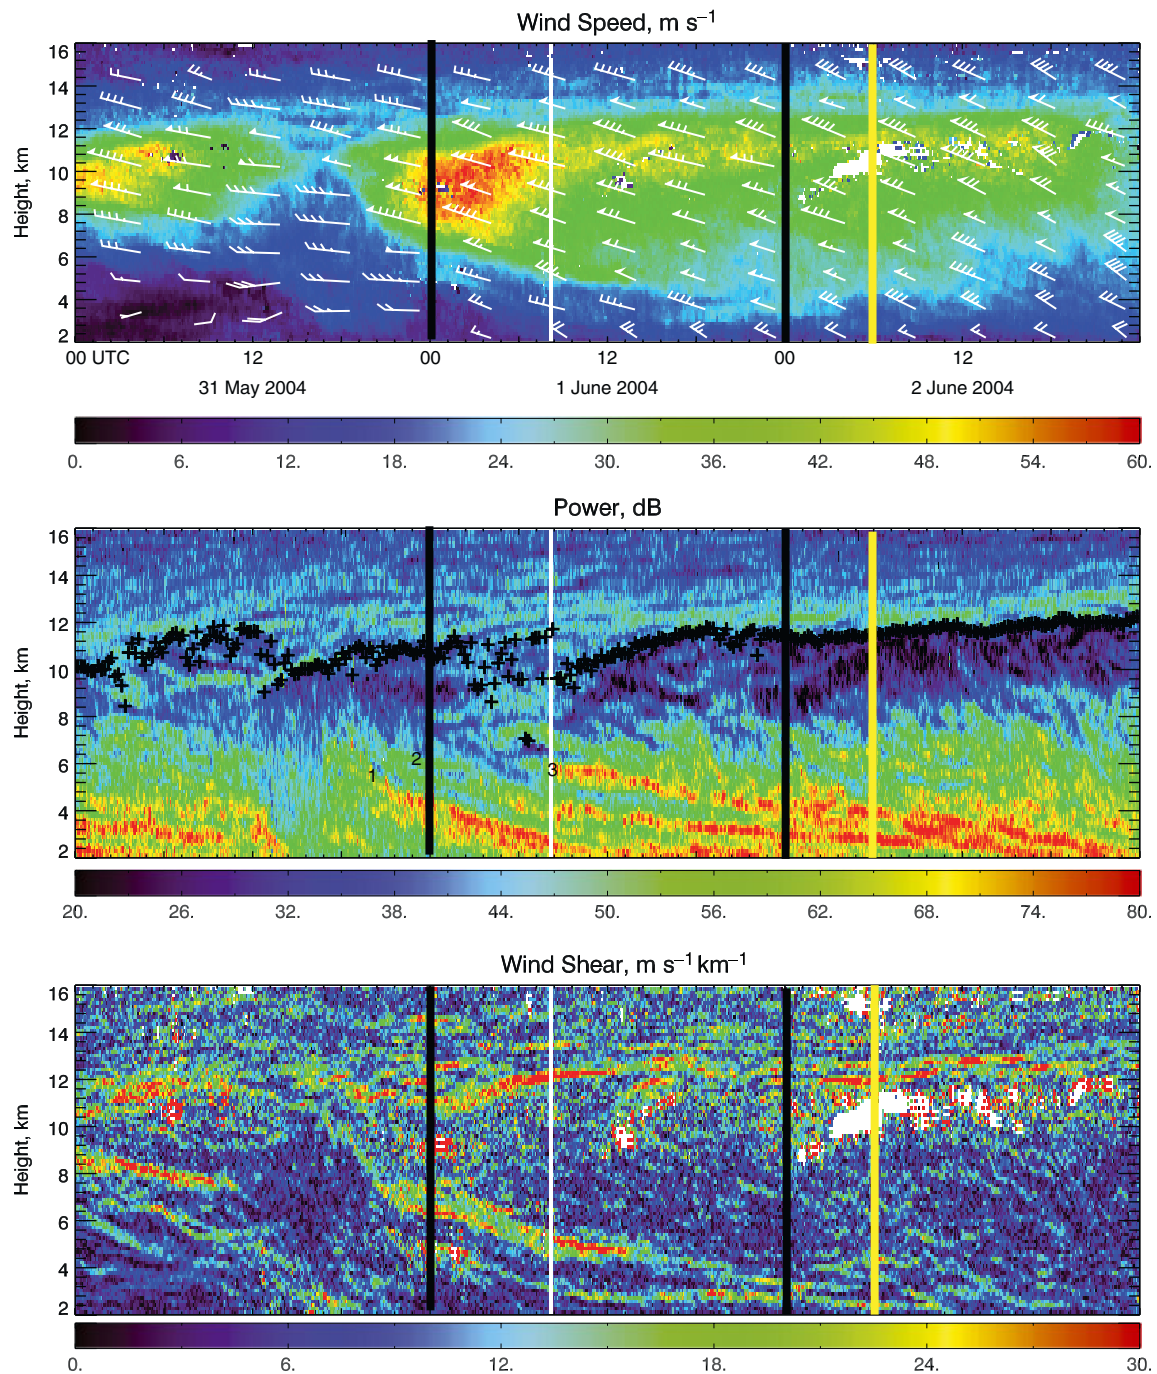 Wind Speed, m s⁻¹
16
14
12
10
8
6
4
2
Height, km
00 UTC 12 00 12 00 12
31 May 2004 1 June 2004 2 June 2004
0. 6. 12. 18. 24. 30. 36. 42. 48. 54. 60.
Power, dB
16
14
12
10
8
6
4
2
Height, km
1
2
3
20. 26. 32. 38. 44. 50. 56. 62. 68. 74. 80.
Wind Shear, m s⁻¹ km⁻¹
16
14
12
10
8
6
4
2
Height, km
0. 6. 12. 18. 24. 30.